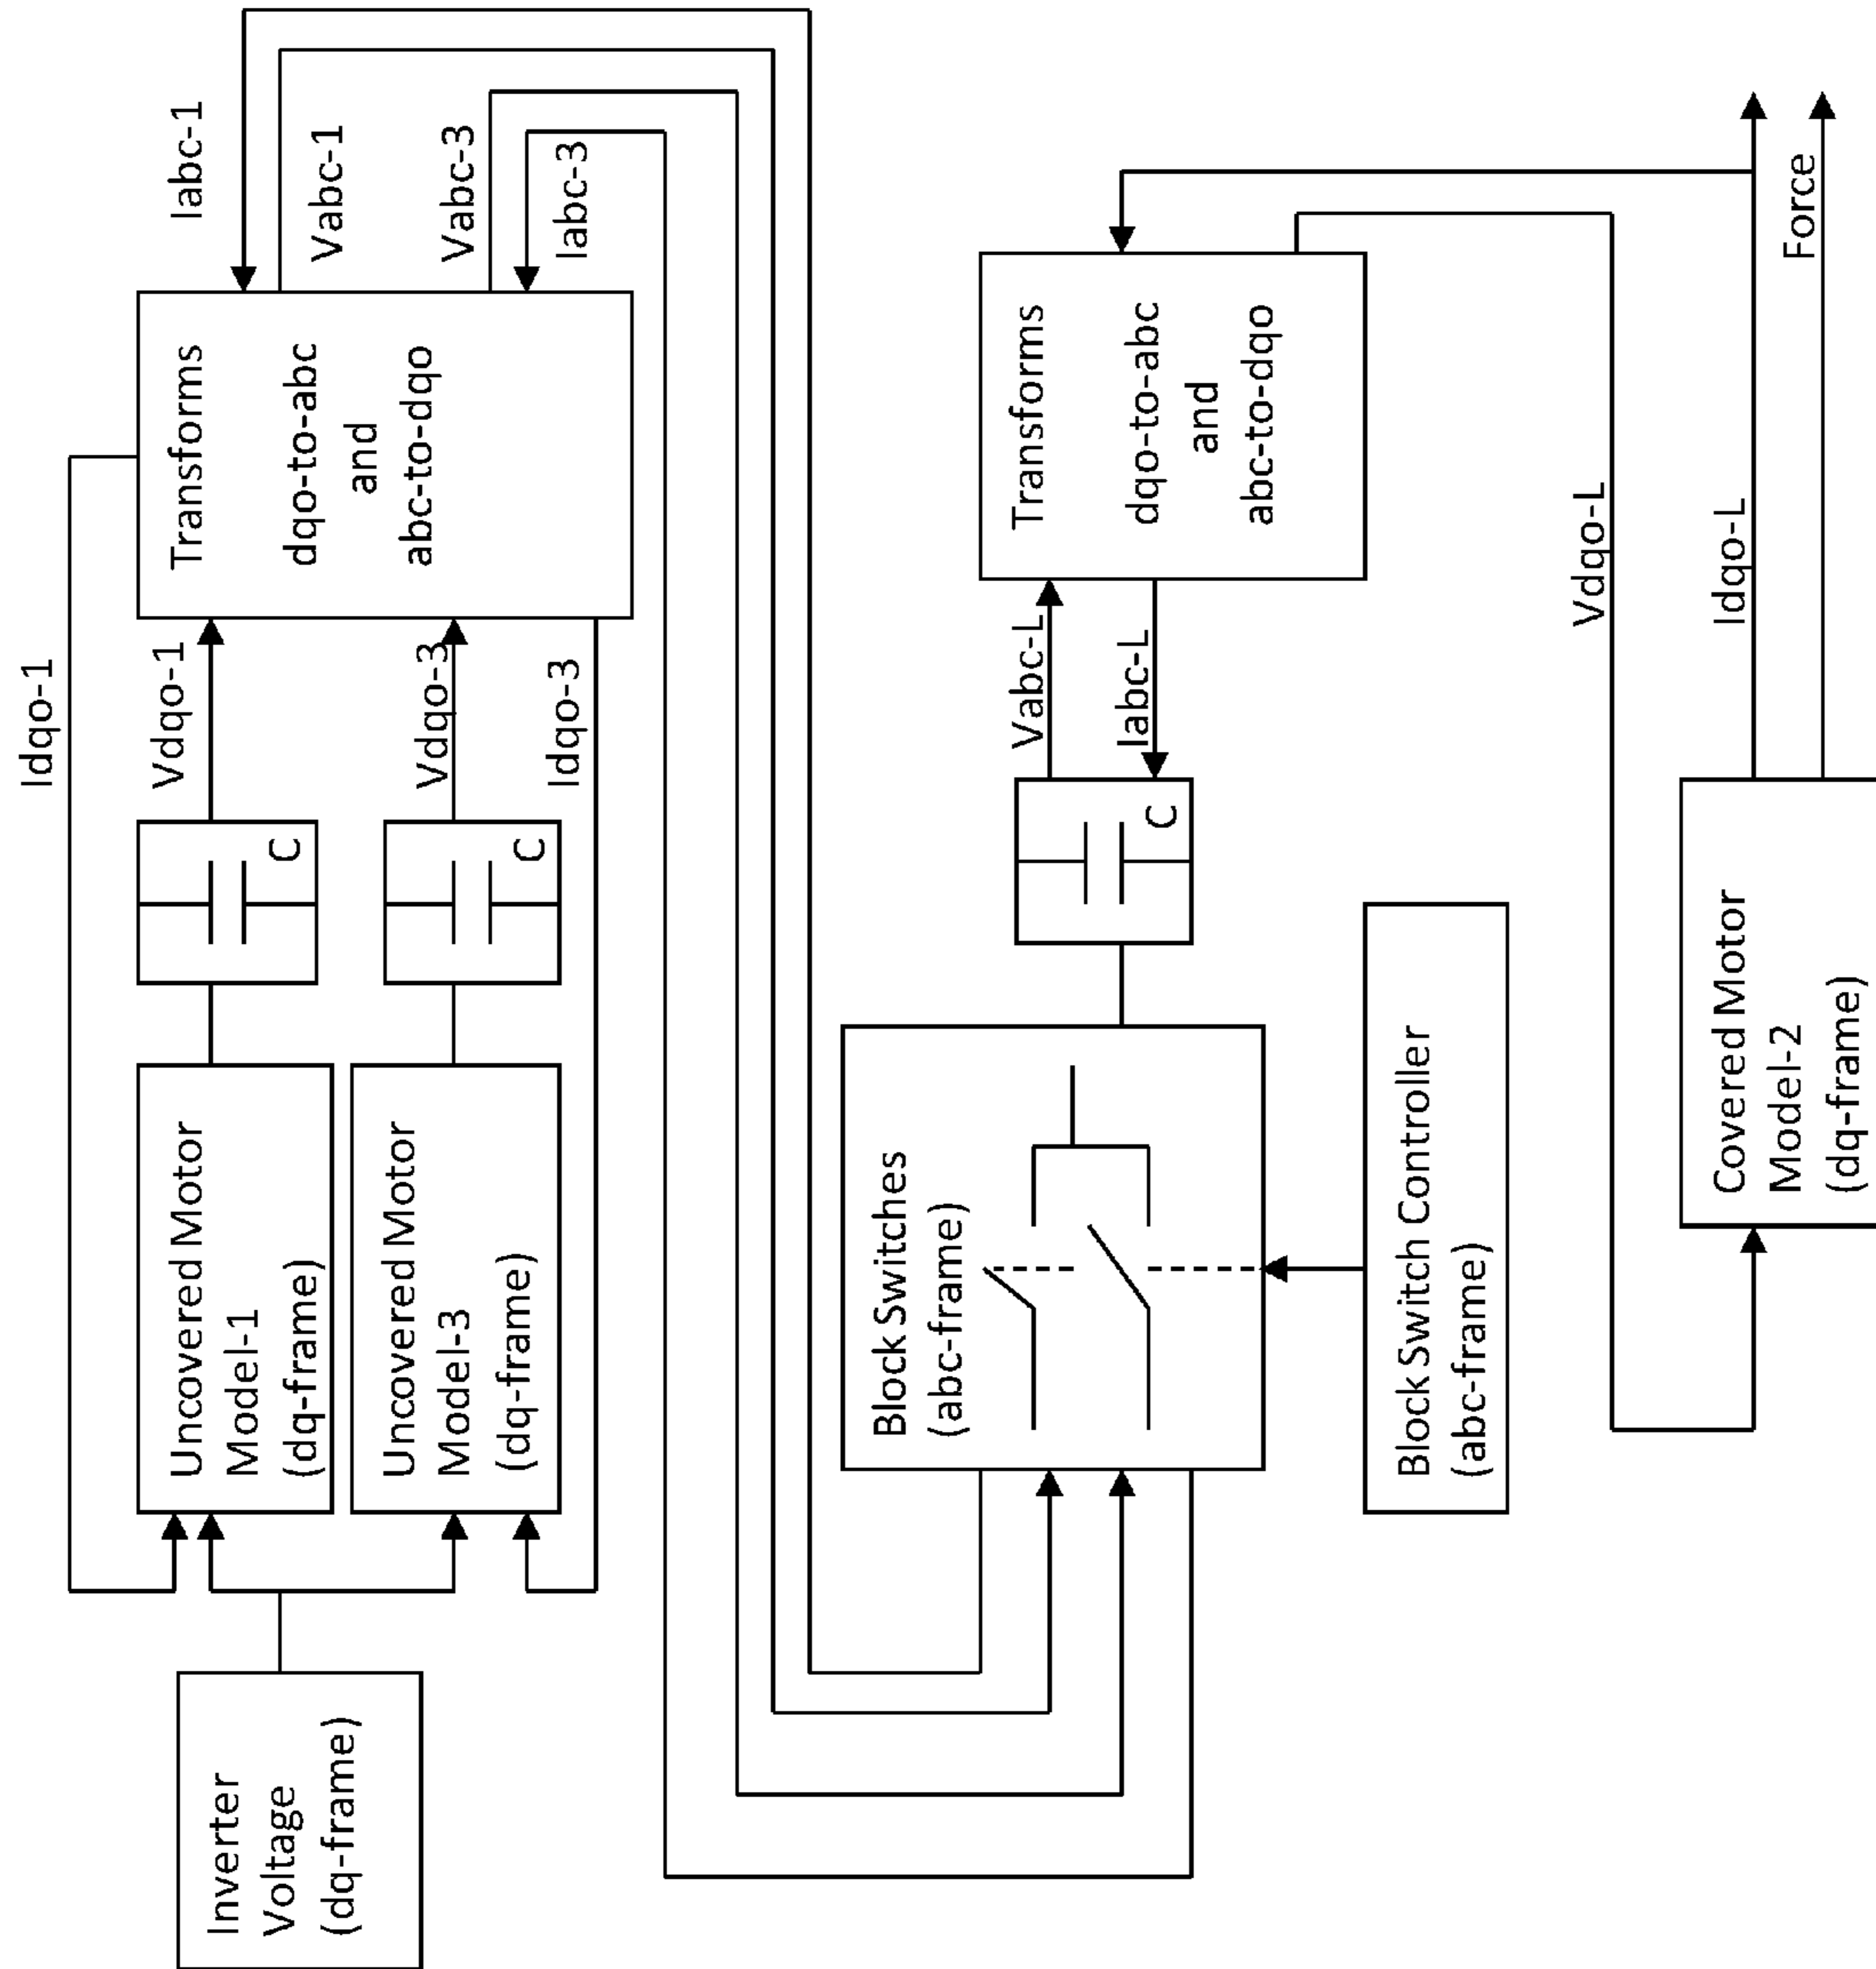 Inverter
Voltage
(dq-frame)
Uncovered Motor
Model-1
(dq-frame)
Uncovered Motor
Model-3
(dq-frame)
C
C
Idqo-1
Vdqo-1
Vdqo-3
Idqo-3
Transforms
dqo-to-abc
and
abc-to-dqo
Iabc-1
Vabc-1
Vabc-3
Iabc-3
Block Switches
(abc-frame)
C
Vabc-L
Iabc-L
Transforms
dqo-to-abc
and
abc-to-dqo
Block Switch Controller
(abc-frame)
Vdqo-L
Covered Motor
Model-2
(dq-frame)
Idqo-L
Force